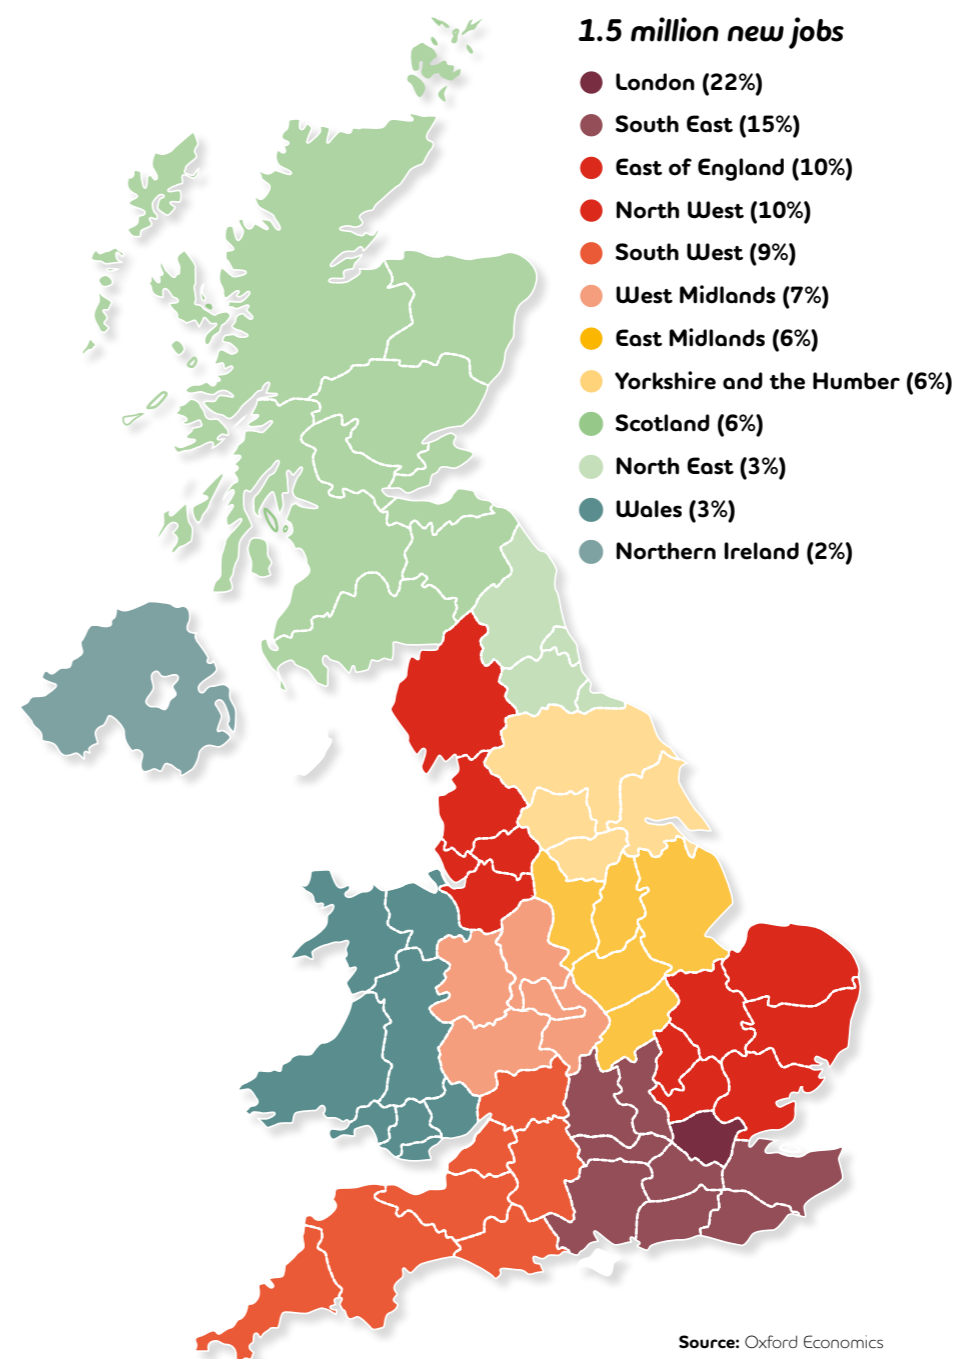 1.5 million new jobs
London (22%)
South East (15%)
East of England (10%)
North West (10%)
South West (9%)
West Midlands (7%)
East Midlands (6%)
Yorkshire and the Humber (6%)
Scotland (6%)
North East (3%)
Wales (3%)
Northern Ireland (2%)
Source: Oxford Economics